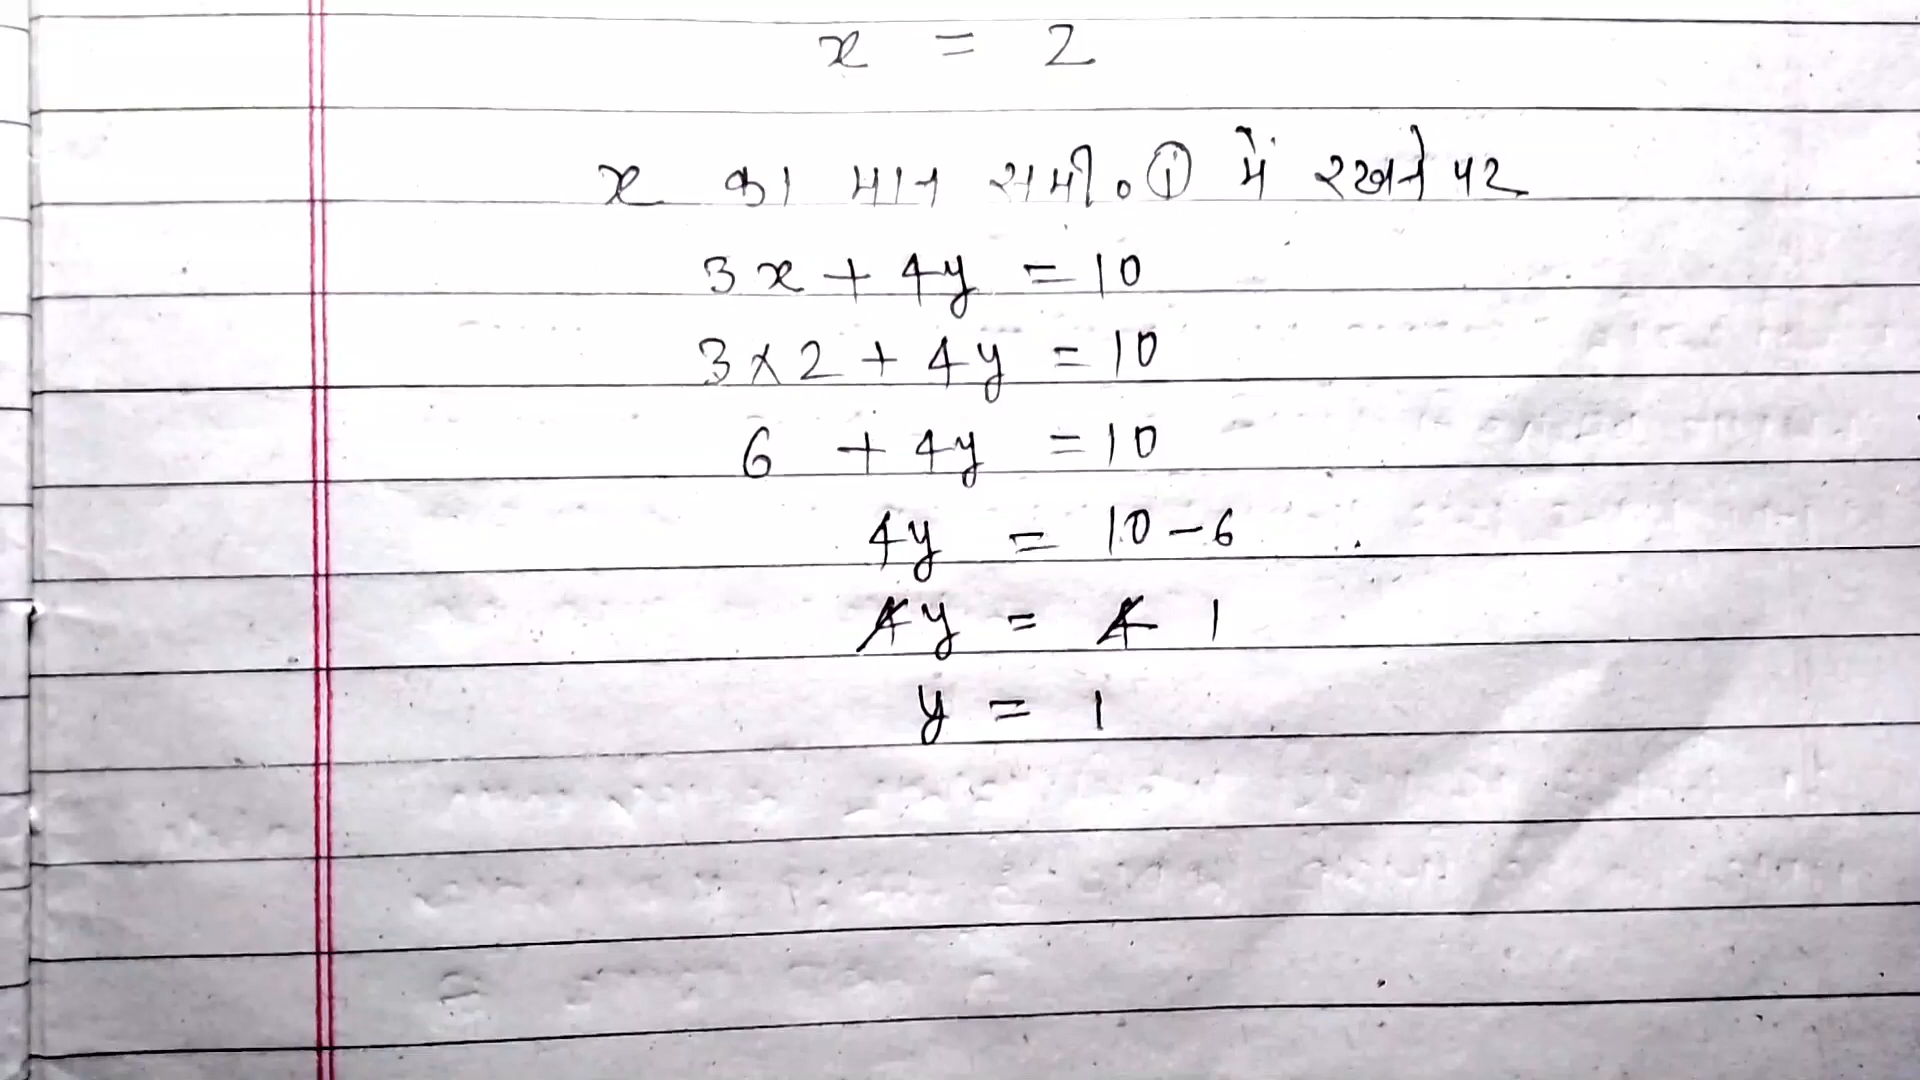 x = 2
x का मान समी० ① में रखने पर
3x + 4y = 10
3 × 2 + 4y = 10
6 + 4y = 10
4y = 10 - 6
4y = 4 1
y = 1